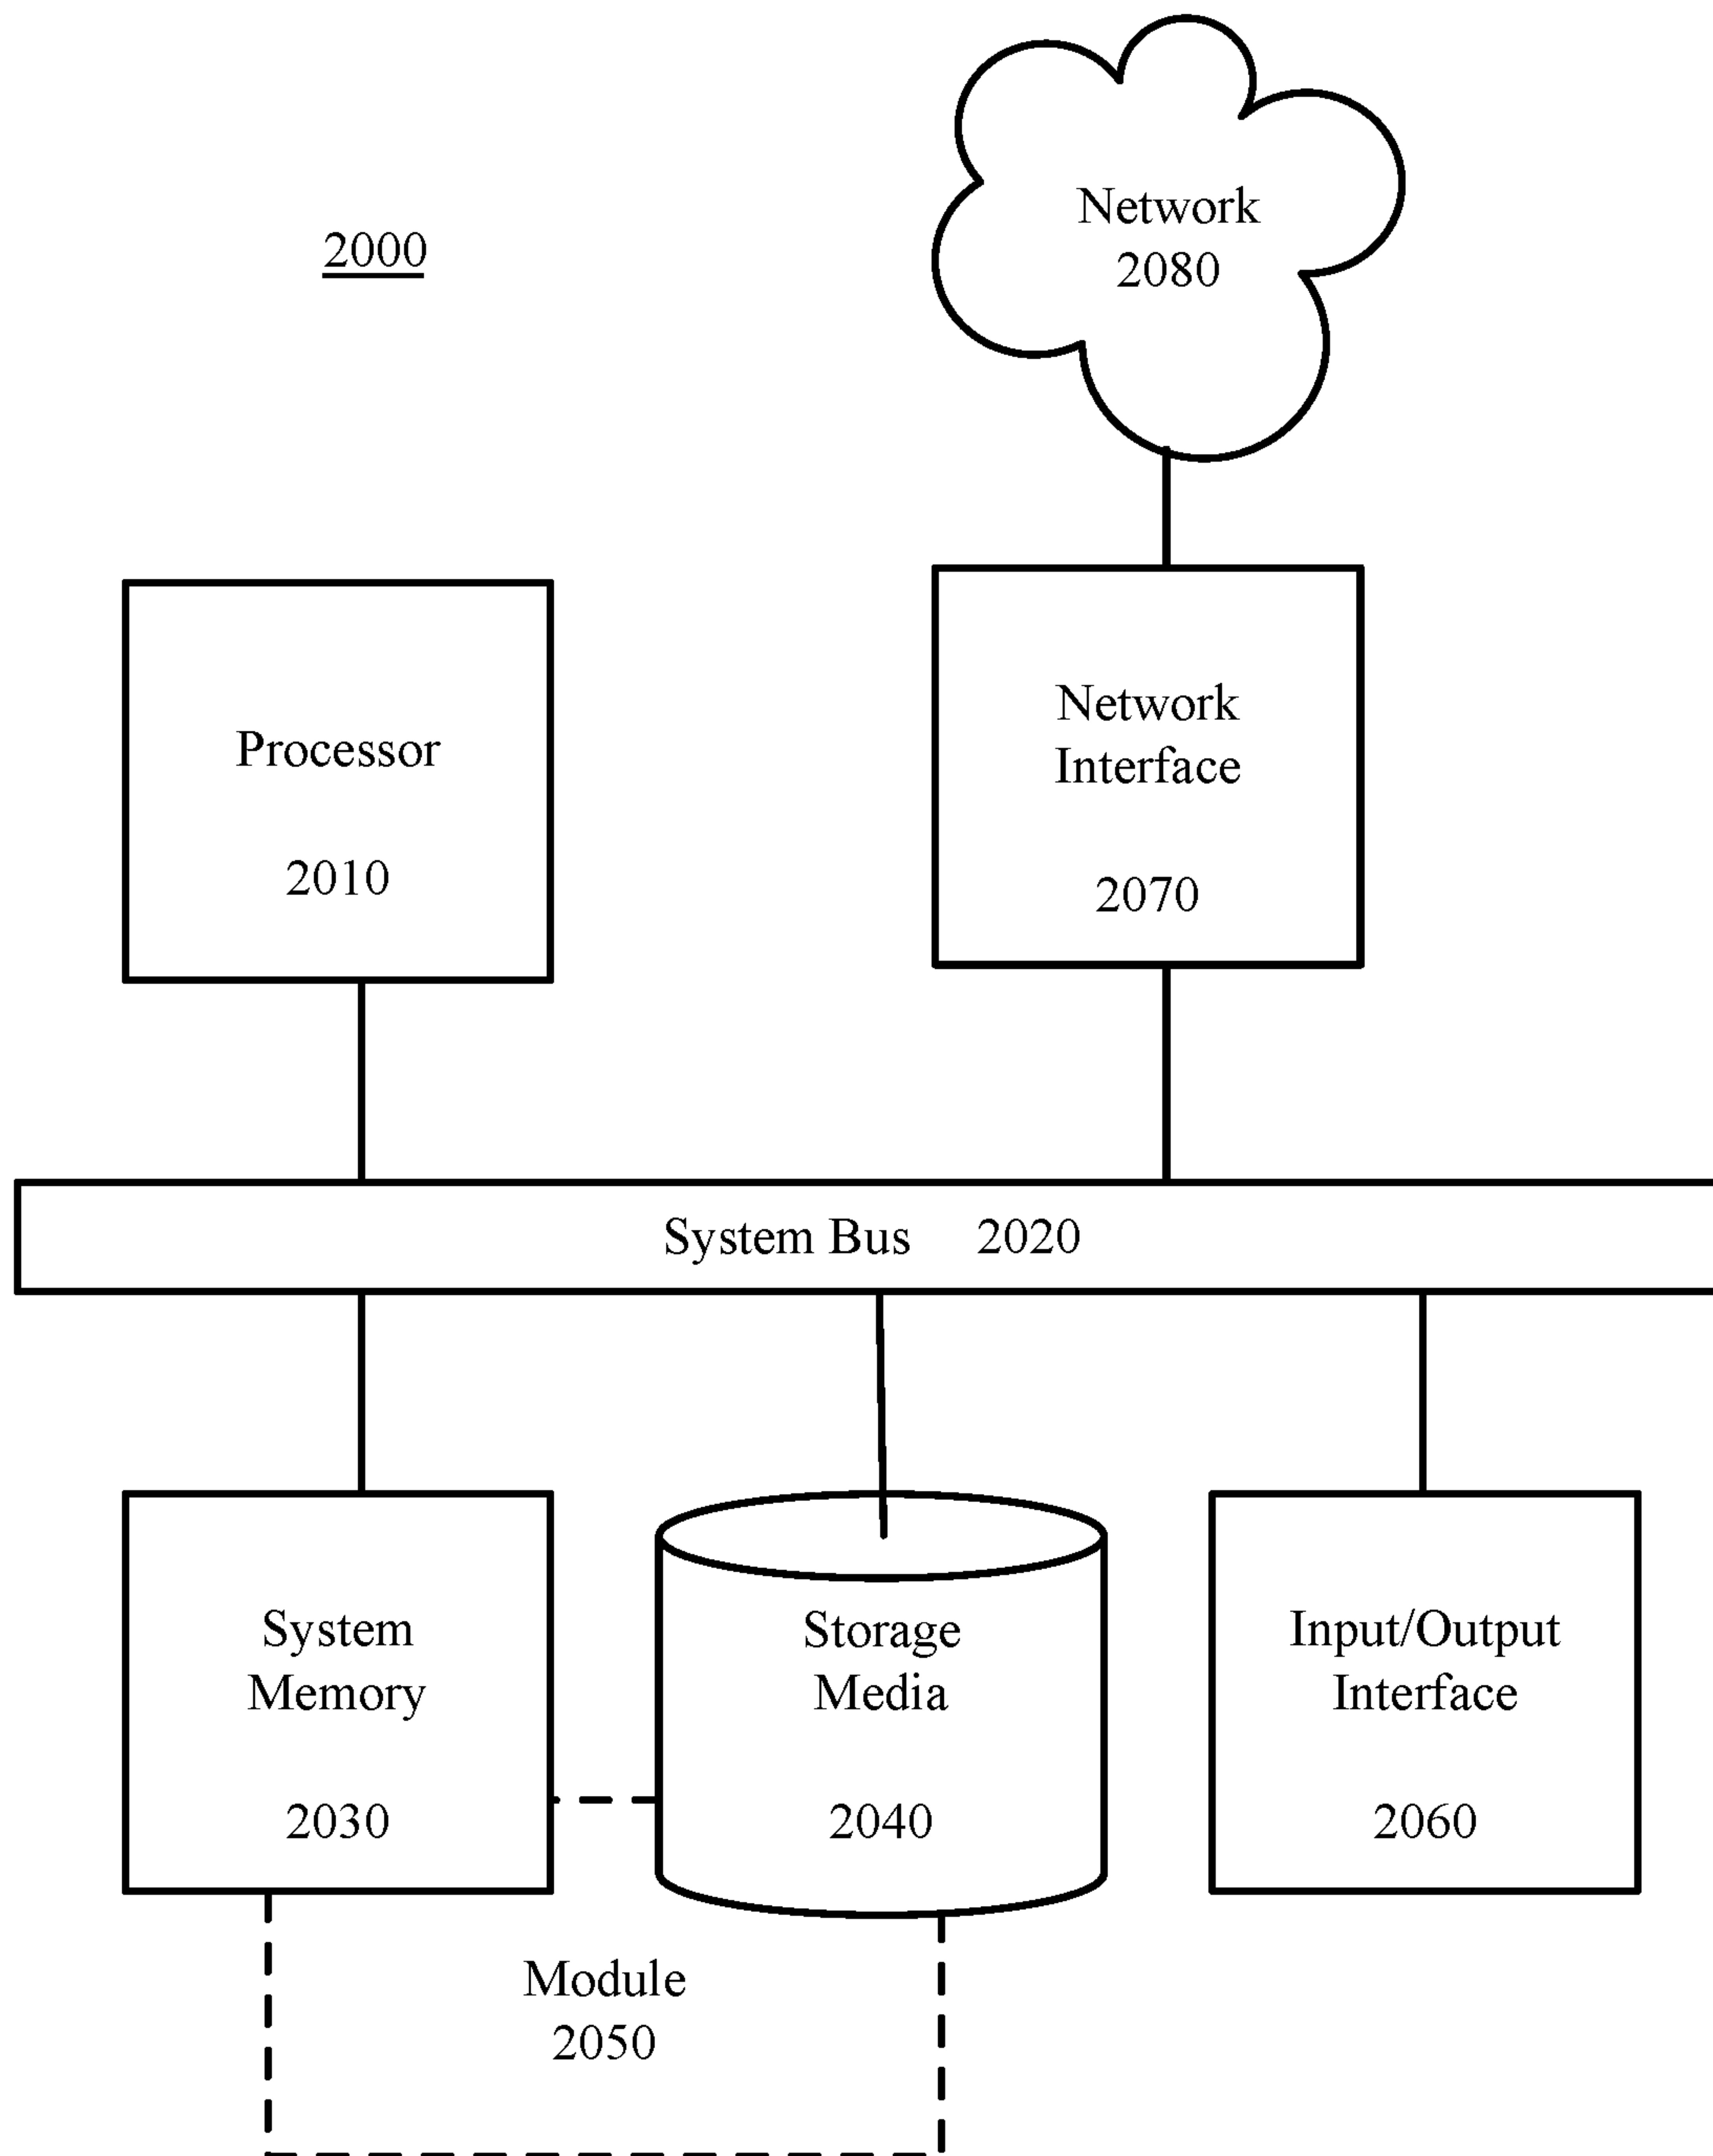 Network
2080
2000
Processor
2010
Network
Interface
2070
System Bus 2020
System
Memory
2030
Storage
Media
2040
Input/Output
Interface
2060
Module
2050